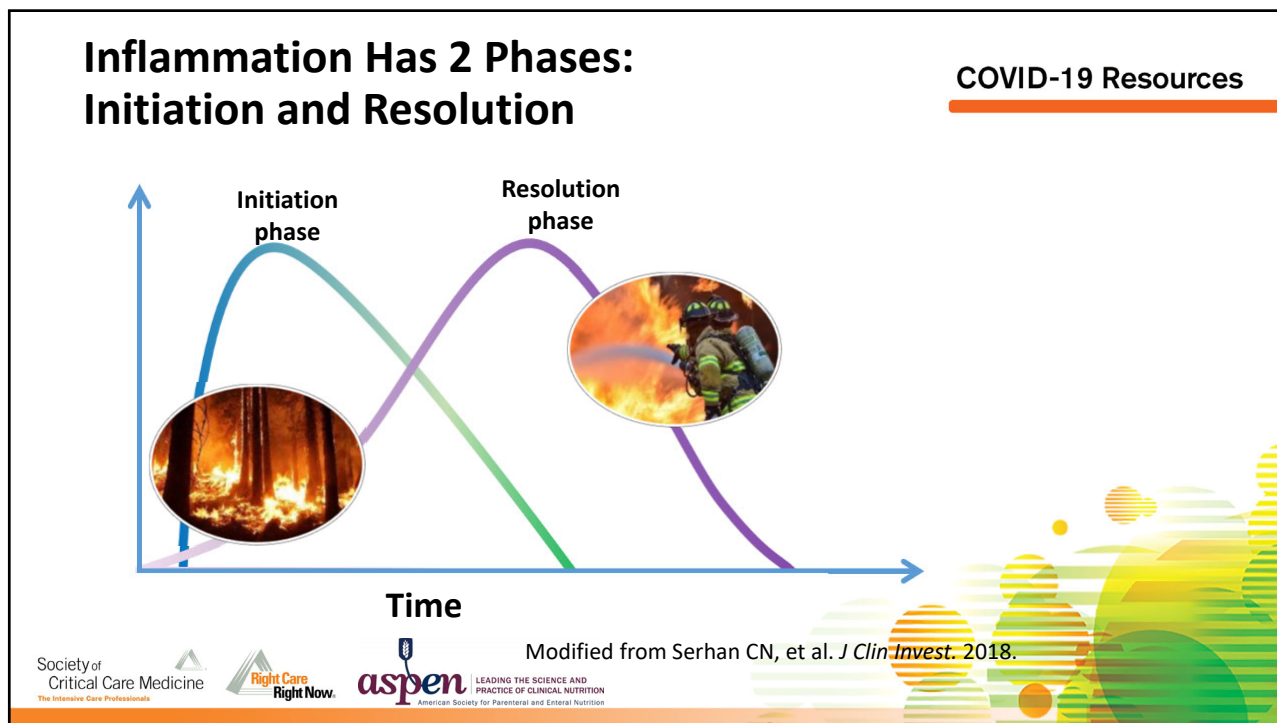 Inflammation Has 2 Phases:
Initiation and Resolution
COVID-19 Resources
Initiation
phase
Resolution
phase
Time
Modified from Serhan CN, et al. J Clin Invest. 2018.
Society of
Critical Care Medicine
The Intensive Care Professionals
Right Care
Right Now®
aspen
LEADING THE SCIENCE AND
PRACTICE OF CLINICAL NUTRITION
American Society for Parenteral and Enteral Nutrition